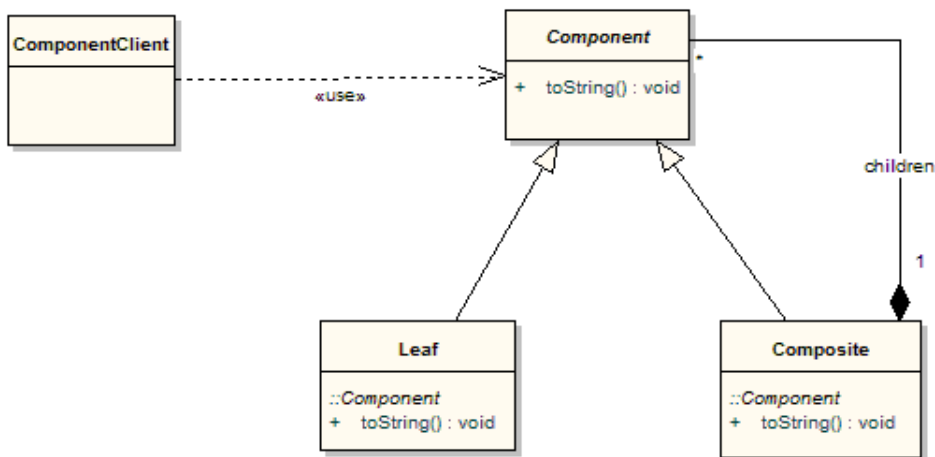 ComponentClient
Component
+ toString() : void
*
«use»
children
1
Leaf
::Component
+ toString() : void
Composite
::Component
+ toString() : void